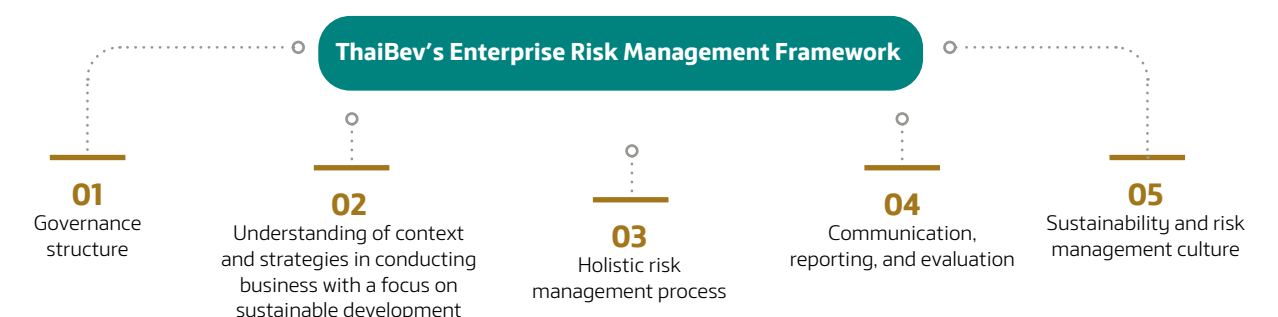 ThaiBev's Enterprise Risk Management Framework
01
Governance
structure
02
Understanding of context
and strategies in conducting
business with a focus on
sustainable development
03
Holistic risk
management process
04
Communication,
reporting, and evaluation
05
Sustainability and risk
management culture